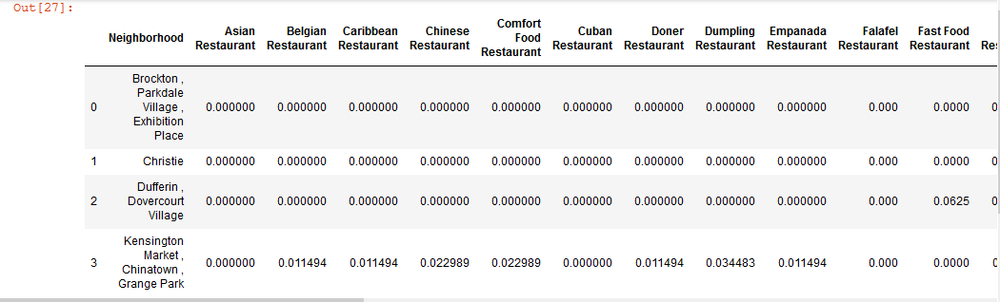 Out[27]:
Neighborhood Asian Restaurant Belgian Restaurant Caribbean Restaurant Chinese Restaurant Comfort Food Restaurant Cuban Restaurant Doner Restaurant Dumpling Restaurant Empanada Restaurant Falafel Restaurant Fast Food Restaurant Re
0 Brockton , Parkdale Village , Exhibition Place 0.000000 0.000000 0.000000 0.000000 0.000000 0.000000 0.000000 0.000000 0.000000 0.000 0.0000 0
1 Christie 0.000000 0.000000 0.000000 0.000000 0.000000 0.000000 0.000000 0.000000 0.000000 0.000 0.0000 0
2 Dufferin , Dovercourt Village 0.000000 0.000000 0.000000 0.000000 0.000000 0.000000 0.000000 0.000000 0.000000 0.000 0.0625 0
3 Kensington Market , Chinatown , Grange Park 0.000000 0.011494 0.011494 0.022989 0.022989 0.000000 0.011494 0.034483 0.011494 0.000 0.0000 0